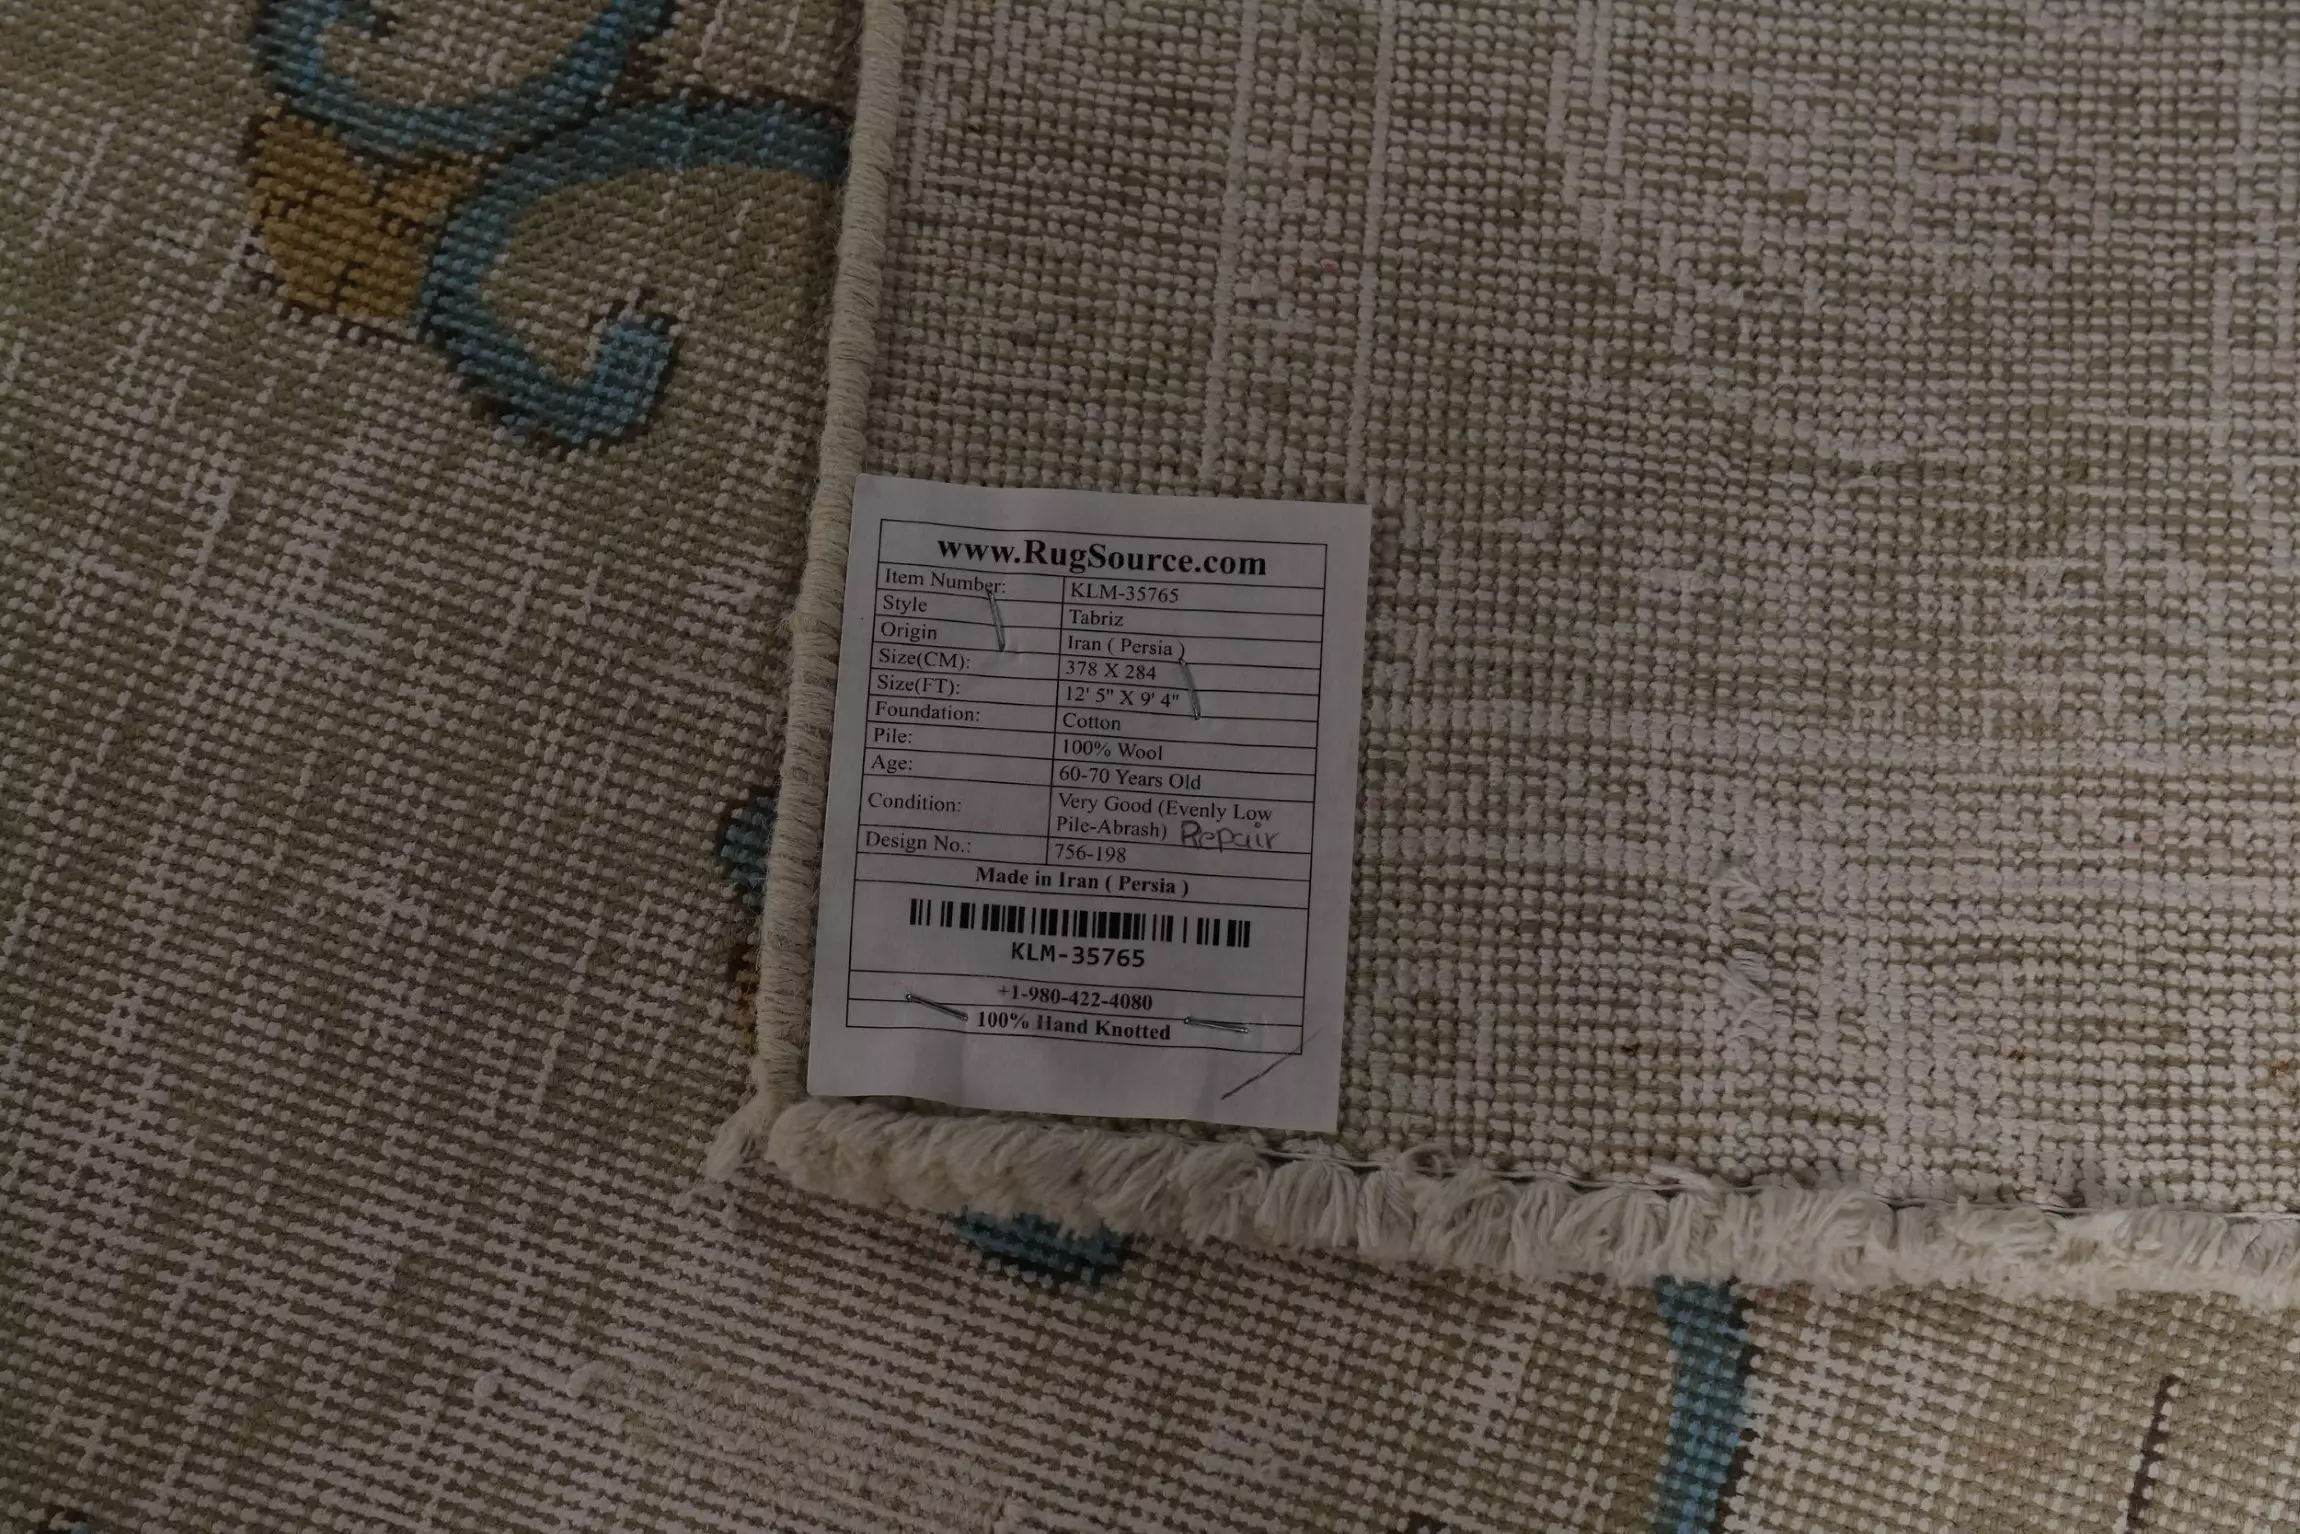 www.RugSource.com
Item Number: KLM-35765
Style Tabriz
Origin Iran ( Persia )
Size(CM): 378 X 284
Size(FT): 12' 5" X 9' 4"
Foundation: Cotton
Pile: 100% Wool
Age: 60-70 Years Old
Condition: Very Good (Evenly Low
Pile-Abrash) Repair
Design No.: 756-198
Made in Iran ( Persia )
KLM-35765
+1-980-422-4080
100% Hand Knotted